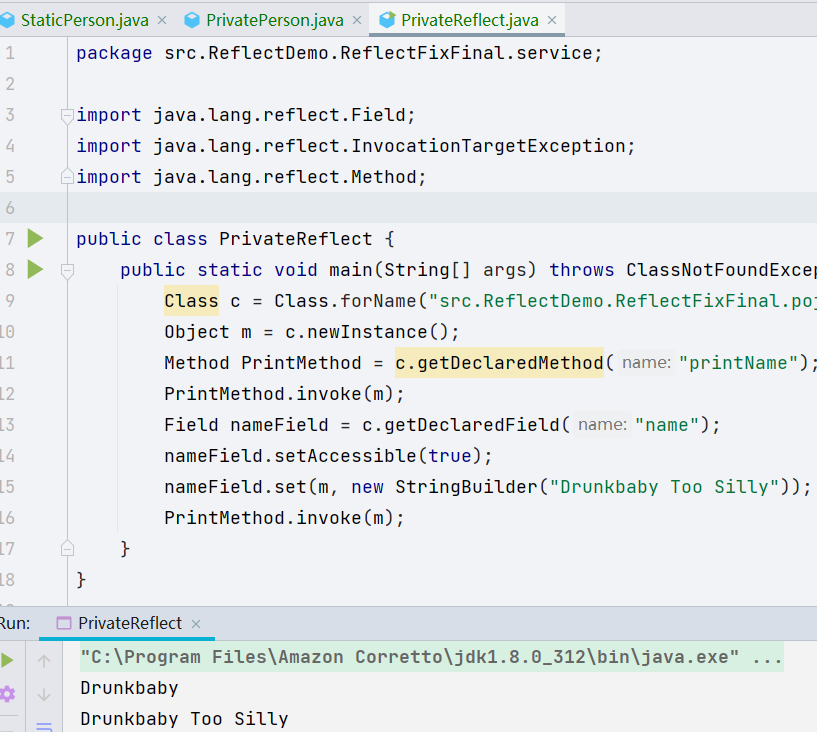 StaticPerson.java × PrivatePerson.java × PrivateReflect.java ×
1 package src.ReflectDemo.ReflectFixFinal.service;
2
3 import java.lang.reflect.Field;
4 import java.lang.reflect.InvocationTargetException;
5 import java.lang.reflect.Method;
6
7 public class PrivateReflect {
8 public static void main(String[] args) throws ClassNotFoundExcep
9 Class c = Class.forName("src.ReflectDemo.ReflectFixFinal.poj
10 Object m = c.newInstance();
11 Method PrintMethod = c.getDeclaredMethod( name: "printName");
12 PrintMethod.invoke(m);
13 Field nameField = c.getDeclaredField( name: "name");
14 nameField.setAccessible(true);
15 nameField.set(m, new StringBuilder("Drunkbaby Too Silly"));
16 PrintMethod.invoke(m);
17 }
18 }
Run: PrivateReflect ×
"C:\Program Files\Amazon Corretto\jdk1.8.0_312\bin\java.exe" ...
Drunkbaby
Drunkbaby Too Silly